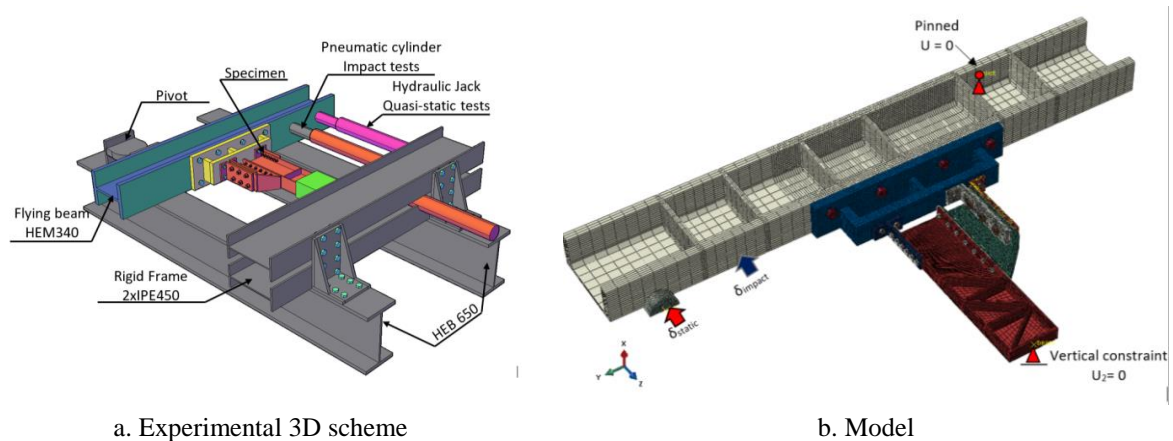 Pneumatic cylinder
Impact tests
Specimen
Hydraulic Jack
Quasi-static tests
Pivot
Flying beam
HEM340
Rigid Frame
2xIPE450
HEB 650
Pinned
U = 0
δimpact
δstatic
X
Y
Z
Vertical constraint
U₂= 0
a. Experimental 3D scheme
b. Model